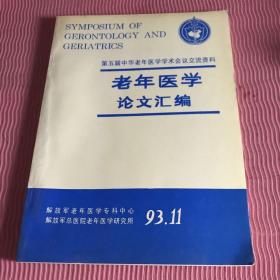 SYMPOSIUM OF
GERONTOLOGY AND
GERIATRICS
第五届中华老年医学学术会议交流资料
老年医学
论文汇编
解放军老年医学专科中心
解放军总医院老年医学研究所
93.11